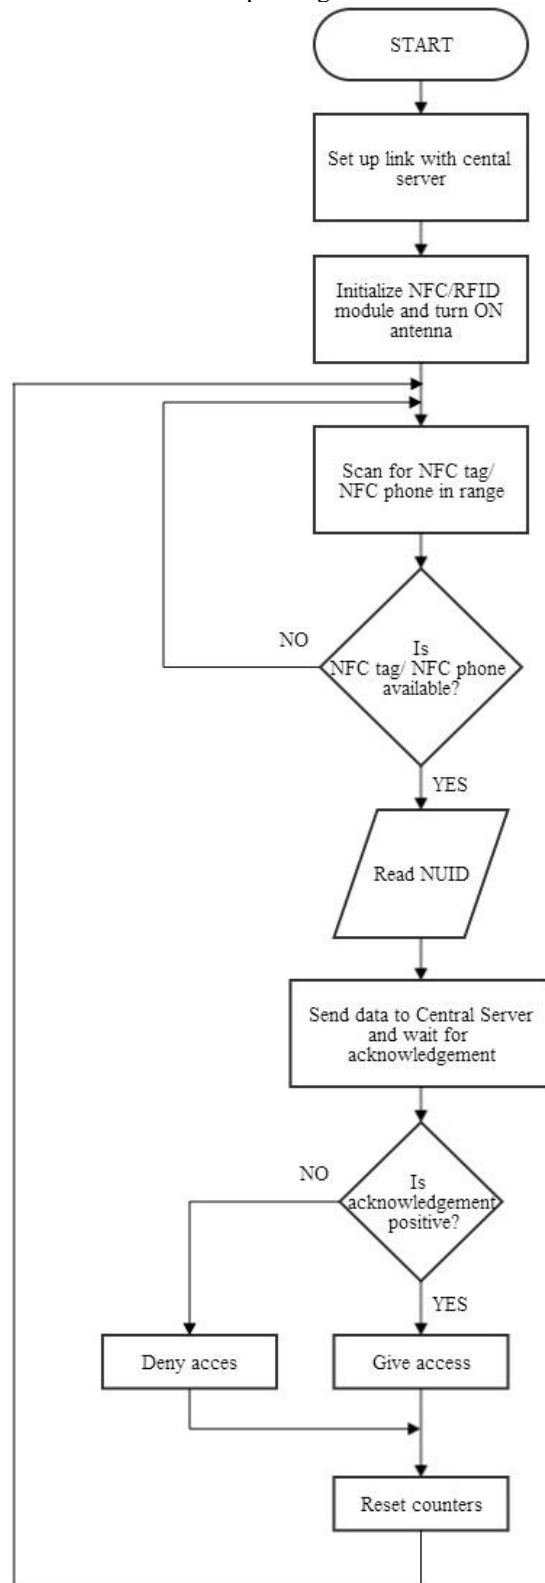 START
Set up link with cental
server
Initialize NFC/RFID
module and turn ON
antenna
Scan for NFC tag/
NFC phone in range
NO
Is
NFC tag/ NFC phone
available?
YES
Read NUID
Send data to Central Server
and wait for
acknowledgement
NO
Is
acknowledgement
positive?
YES
Deny acces
Give access
Reset counters